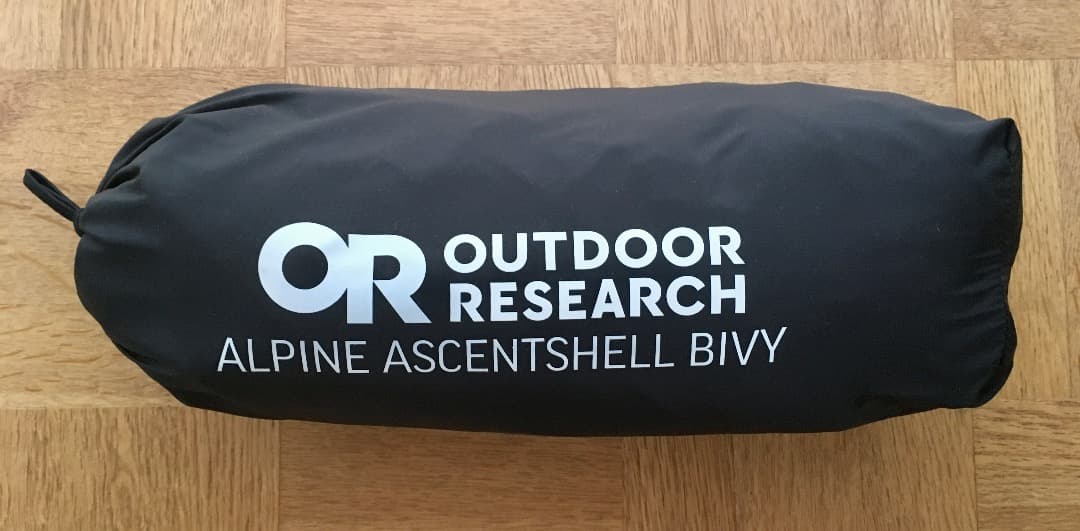 OR OUTDOOR
RESEARCH
ALPINE ASCENTSHELL BIVY